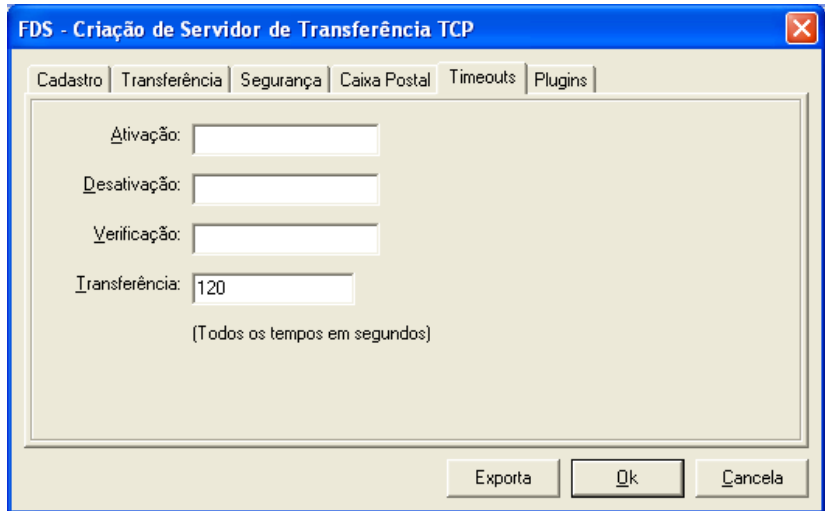 FDS - Criação de Servidor de Transferência TCP
Cadastro Transferência Segurança Caixa Postal Timeouts Plugins
Ativação:
Desativação:
Verificação:
Transferência: 120
(Todos os tempos em segundos)
Exporta Ok Cancela